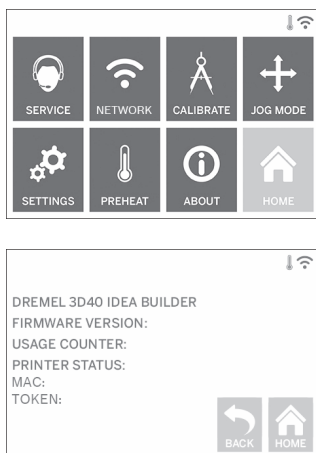 SERVICE NETWORK CALIBRATE JOG MODE
SETTINGS PREHEAT ABOUT HOME
DREMEL 3D40 IDEA BUILDER
FIRMWARE VERSION:
USAGE COUNTER:
PRINTER STATUS:
MAC:
TOKEN:
BACK HOME